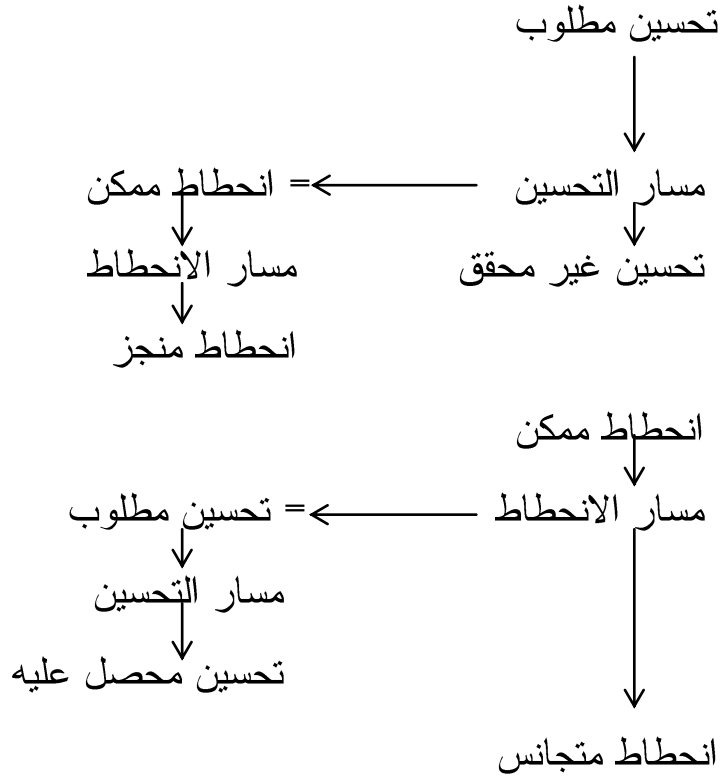 تحسين مطلوب
مسار التحسين
= انحطاط ممكن
تحسين غير محقق
مسار الانحطاط
انحطاط منجز
انحطاط ممكن
مسار الانحطاط
= تحسين مطلوب
مسار التحسين
تحسين محصل عليه
انحطاط متجانس